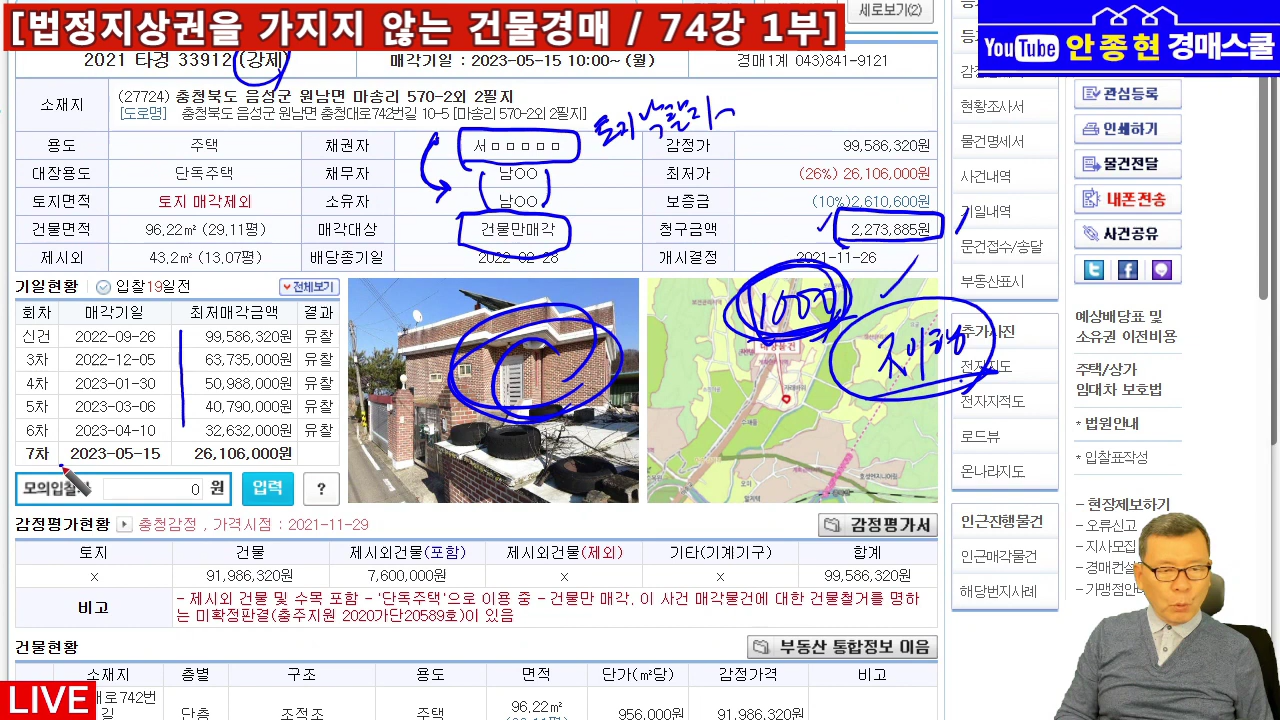 [법정지상권을 가지지 않는 건물경매 / 74강 1부]
세로보기(2)
YouTube 안종현 경매스쿨
2021 타경 33912 (강제) 매각기일 : 2023-05-15 10:00~ (월) 경매1계 043)841-9121
소재지 (27724) 충청북도 음성군 원남면 마송리 570-2외 2필지
[도로명] 충청북도 음성군 원남면 충청대로742번길 10-5 [마송리 570-2외 2필지]
용도 주택 채권자 서□□□□□ 감정가 99,586,320원
대장용도 단독주택 채무자 남○○ 최저가 (26%) 26,106,000원
토지면적 토지 매각제외 소유자 남○○ 보증금 (10%)2,610,600원
건물면적 96.22㎡ (29.11평) 매각대상 건물만매각 청구금액 2,273,885원
제시외 43.2㎡ (13.07평) 배당종기일 2022-02-28 개시결정 2021-11-26
기일현황 입찰19일전 전체보기
회차 매각기일 최저매각금액 결과
신건 2022-09-26 99,586,320원 유찰
3차 2022-12-05 63,735,000원 유찰
4차 2023-01-30 50,988,000원 유찰
5차 2023-03-06 40,790,000원 유찰
6차 2023-04-10 32,632,000원 유찰
7차 2023-05-15 26,106,000원
모의입찰 0 원 입력 ?
100평
감정평가현황 충청감정 , 가격시점 : 2021-11-29 감정평가서
토지 건물 제시외건물(포함) 제시외건물(제외) 기타(기계기구) 합계
x 91,986,320원 7,600,000원 x x 99,586,320원
비고 - 제시외 건물 및 수목 포함 - '단독주택'으로 이용 중 - 건물만 매각. 이 사건 매각물건에 대한 건물철거를 명하
는 미확정판결(충주지원 2020가단20589호)이 있음
건물현황 부동산 통합정보 이음
소재지 층별 구조 용도 면적 단가(㎡당) 감정가격 비고
대로742번
길 단층 조적조 주택 96.22㎡ 956,000원 91,986,320원
현황조사서
물건명세서
사건내역
기일내역
문건접수/송달
부동산표시
추가사진
전자지도
전자지적도
로드뷰
온나라지도
인근진행물건
인근매각물건
해당번지사례
관심등록
인쇄하기
물건전달
내폰전송
사건공유
예상배당표 및
소유권 이전비용
주택/상가
임대차 보호법
* 법원안내
* 입찰표작성
- 현장제보하기
- 오류신고
- 지사모집
- 경매컨설
- 가맹점안
LIVE